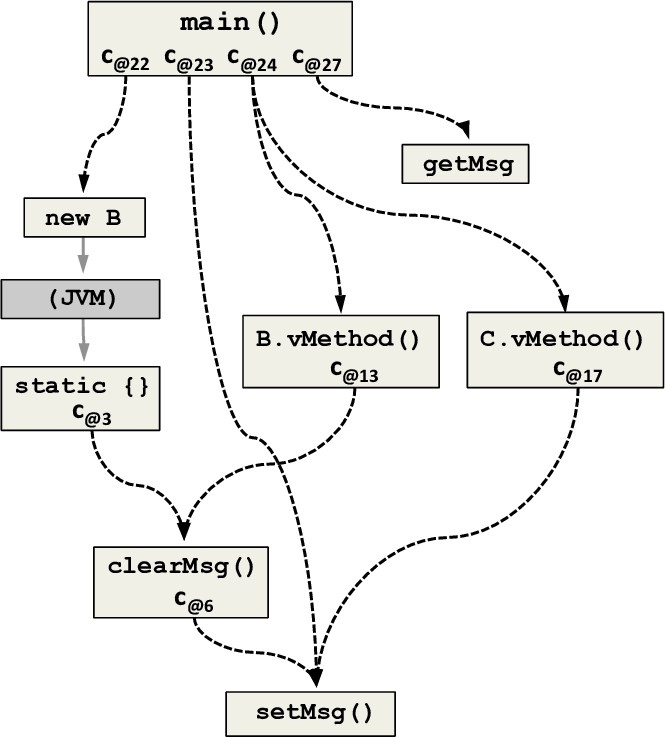 main()
c@22 c@23 c@24 c@27
getMsg
new B
(JVM)
B.vMethod()
c@13
C.vMethod()
c@17
static {}
c@3
clearMsg()
c@6
setMsg()